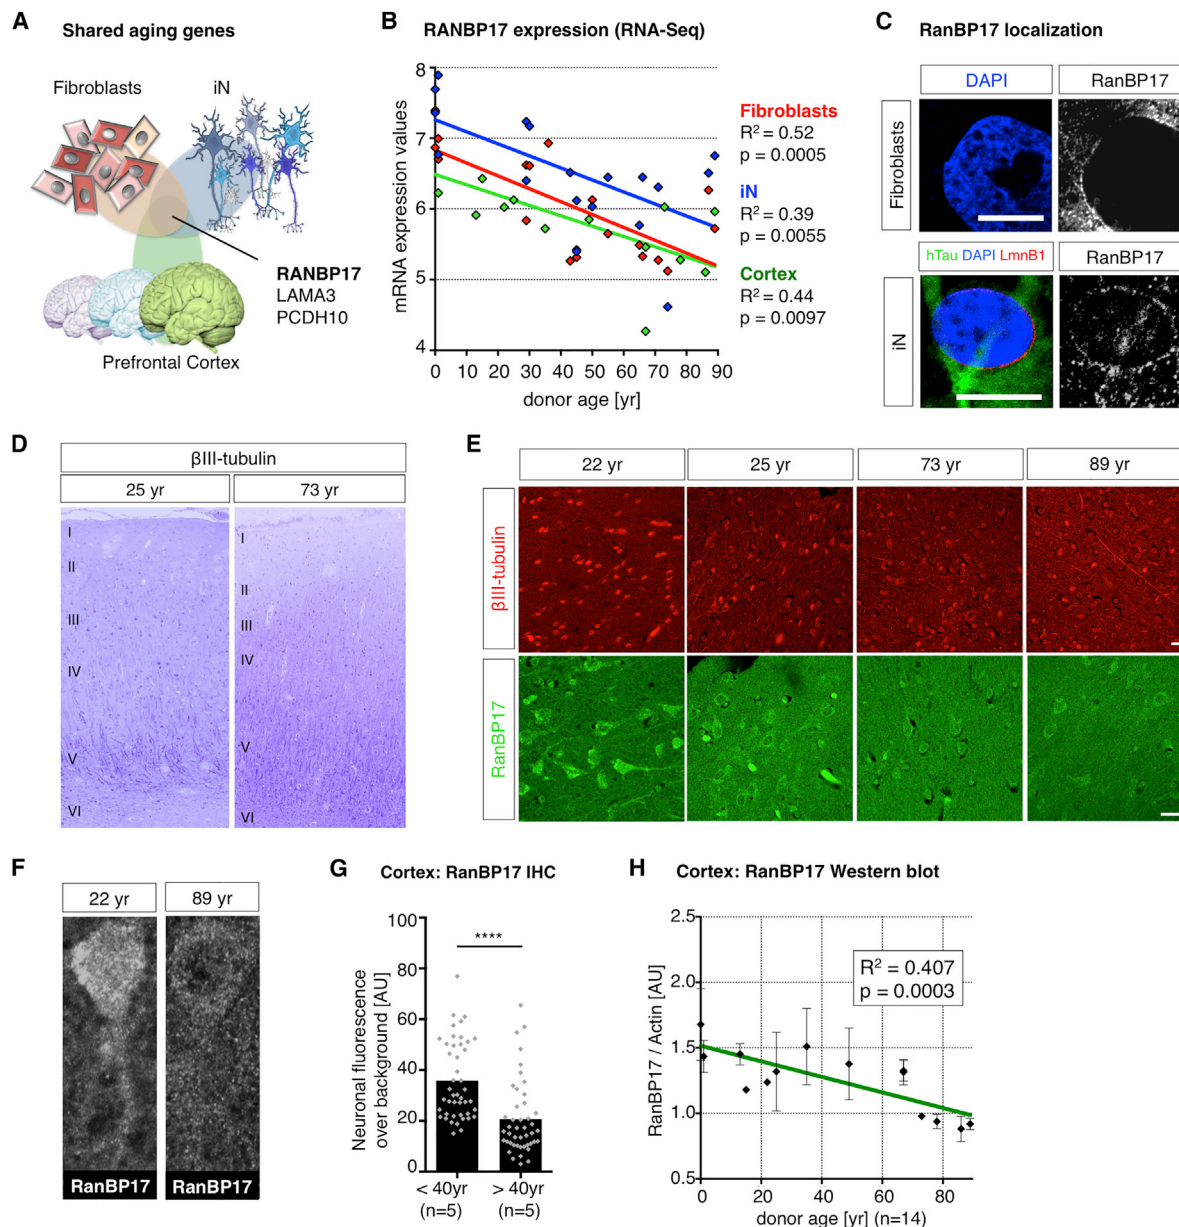 A
Shared aging genes
Fibroblasts
iN
RANBP17
LAMA3
PCDH10
Prefrontal Cortex
B
RANBP17 expression (RNA-Seq)
mRNA expression values
8
7
6
5
4
0 10 20 30 40 50 60 70 80 90
donor age [yr]
Fibroblasts
R² = 0.52
p = 0.0005
iN
R² = 0.39
p = 0.0055
Cortex
R² = 0.44
p = 0.0097
C
RanBP17 localization
DAPI
RanBP17
Fibroblasts
hTau DAPI LmnB1
RanBP17
iN
D
βIII-tubulin
25 yr
73 yr
I
II
III
IV
V
VI
I
II
III
IV
V
VI
E
22 yr
25 yr
73 yr
89 yr
βIII-tubulin
RanBP17
F
22 yr
89 yr
RanBP17
RanBP17
G
Cortex: RanBP17 IHC
Neuronal fluorescence
over background [AU]
100
80
60
40
20
0
****
< 40yr
(n=5)
> 40yr
(n=5)
H
Cortex: RanBP17 Western blot
RanBP17 / Actin [AU]
2.5
2.0
1.5
1.0
0.5
R² = 0.407
p = 0.0003
0 20 40 60 80
donor age [yr] (n=14)